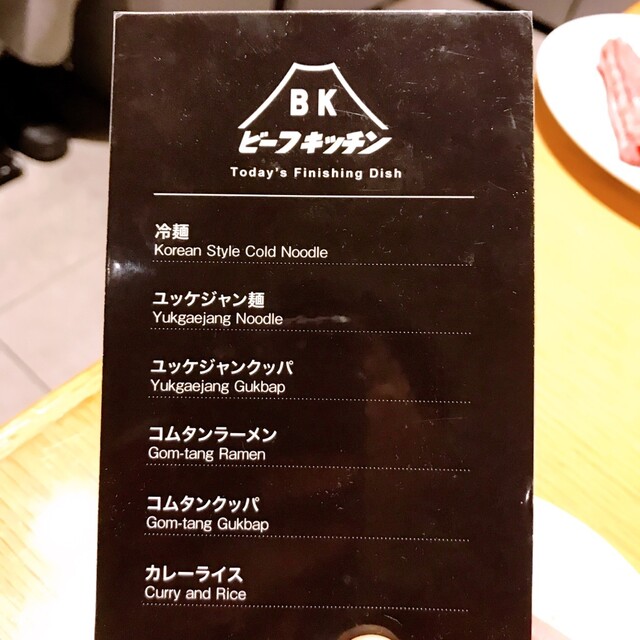 BK
ビーフキッチン
Today's Finishing Dish
冷麺
Korean Style Cold Noodle
ユッケジャン麺
Yukgaejang Noodle
ユッケジャンクッパ
Yukgaejang Gukbap
コムタンラーメン
Gom-tang Ramen
コムタンクッパ
Gom-tang Gukbap
カレーライス
Curry and Rice